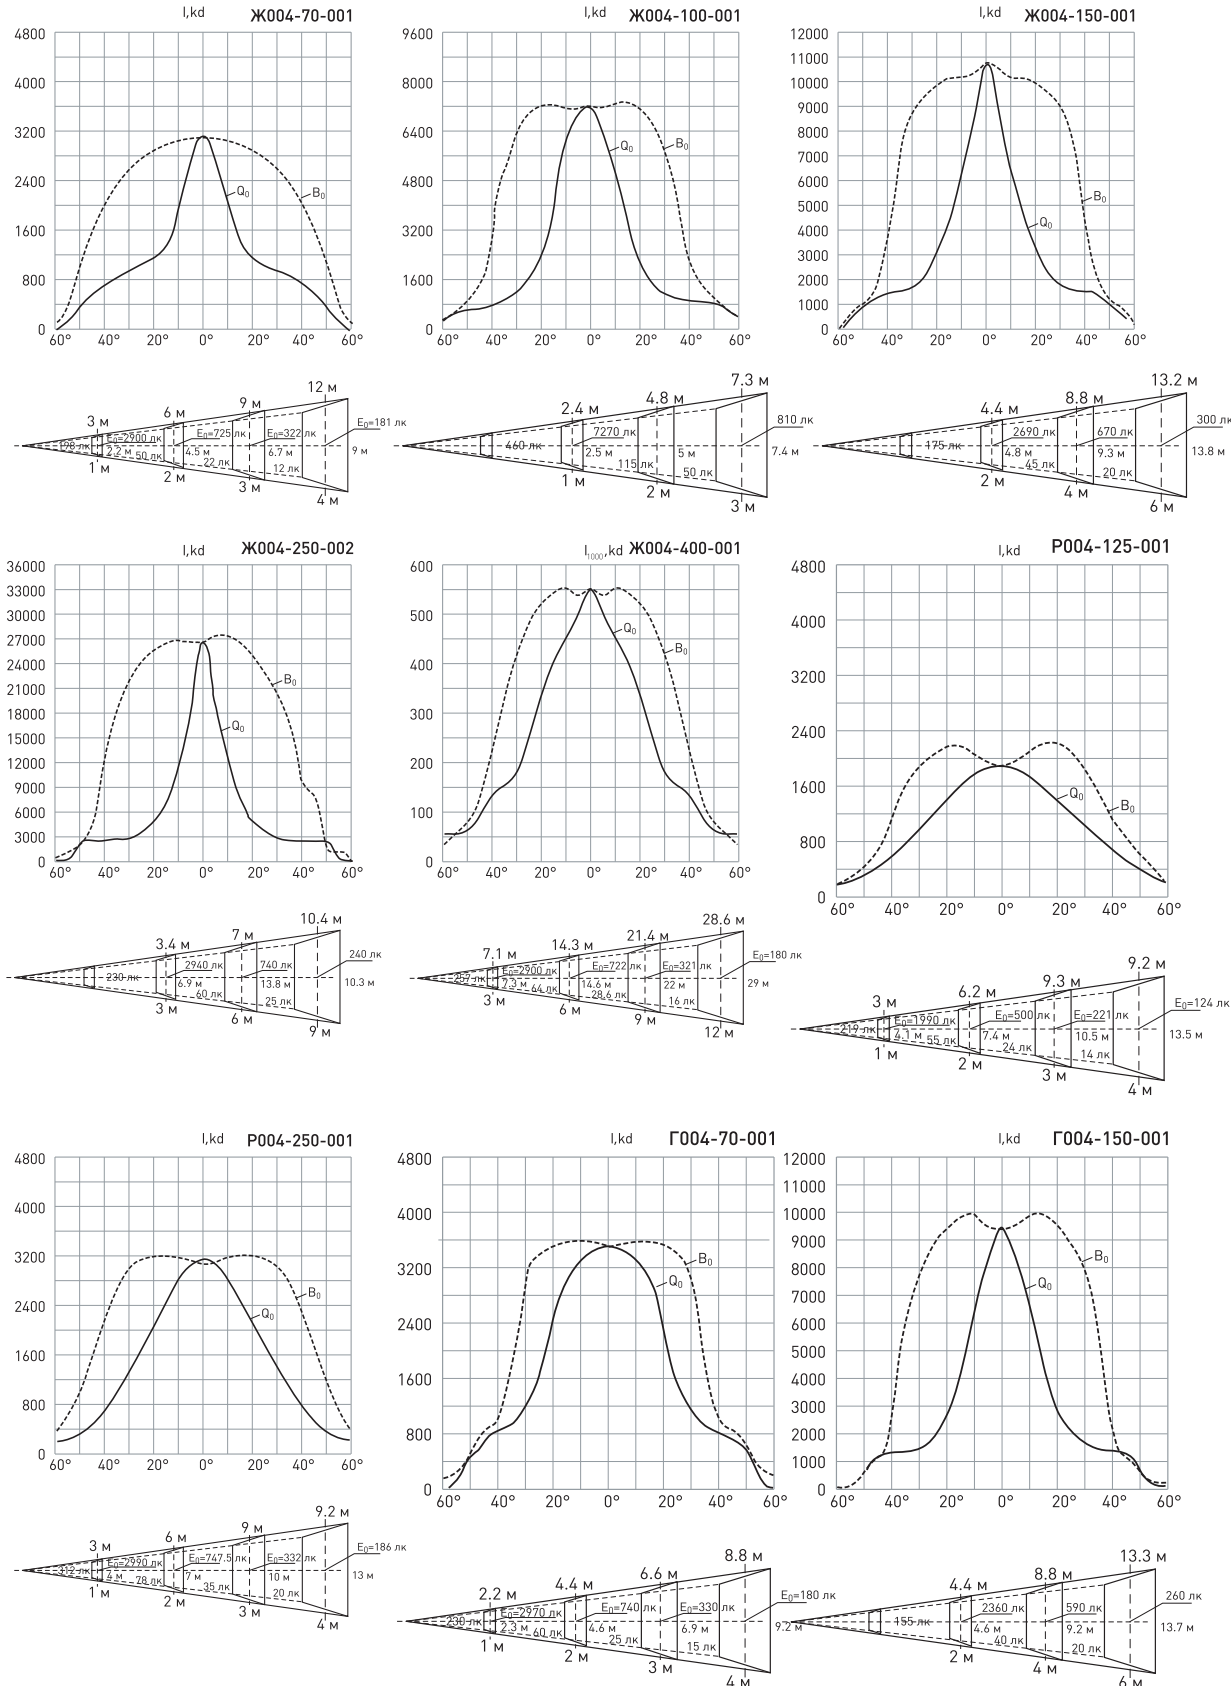 I,kd Ж004-70-001
4800
4000
3200
2400
1600
800
0
60° 40° 20° 0° 20° 40° 60°
Q₀
B₀
12 м
9 м
6 м
3 м
E₀=2900 лк E₀=725 лк E₀=322 лк E₀=181 лк
198 лк 2.2 м 50 лк 4.5 м 22 лк 6.7 м 12 лк 9 м
1 м
2 м
3 м
4 м
I,kd Ж004-100-001
9600
8000
6400
4800
3200
1600
0
60° 40° 20° 0° 20° 40° 60°
Q₀
B₀
7.3 м
4.8 м
2.4 м
460 лк 7270 лк 810 лк
2.5 м 115 лк 5 м 50 лк 7.4 м
1 м
2 м
3 м
I,kd Ж004-150-001
12000
11000
10000
9000
8000
7000
6000
5000
4000
3000
2000
1000
0
60° 40° 20° 0° 20° 40° 60°
Q₀
B₀
13.2 м
8.8 м
4.4 м
175 лк 2690 лк 670 лк 300 лк
4.8 м 45 лк 9.3 м 20 лк 13.8 м
2 м
4 м
6 м
I,kd Ж004-250-002
36000
33000
30000
27000
24000
21000
18000
15000
12000
9000
6000
3000
0
60° 40° 20° 0° 20° 40° 60°
Q₀
B₀
10.4 м
7 м
3.4 м
230 лк 2940 лк 740 лк 240 лк
6.9 м 60 лк 13.8 м 25 лк 10.3 м
3 м
6 м
9 м
I₁₀₀₀,kd Ж004-400-001
600
500
400
300
200
100
0
60° 40° 20° 0° 20° 40° 60°
Q₀
B₀
28.6 м
21.4 м
14.3 м
7.1 м
E₀=2900 лк E₀=722 лк E₀=321 лк E₀=180 лк
257 лк 7.3 м 64 лк 14.6 м 28.6 лк 22 м 16 лк 29 м
3 м
6 м
9 м
12 м
I,kd Р004-125-001
4800
4000
3200
2400
1600
800
0
60° 40° 20° 0° 20° 40° 60°
Q₀
B₀
9.2 м
9.3 м
6.2 м
3 м
E₀=1990 лк E₀=500 лк E₀=221 лк E₀=124 лк
219 лк 4.1 м 55 лк 7.4 м 24 лк 10.5 м 14 лк 13.5 м
1 м
2 м
3 м
4 м
I,kd Р004-250-001
4800
4000
3200
2400
1600
800
0
60° 40° 20° 0° 20° 40° 60°
Q₀
B₀
9.2 м
9 м
6 м
3 м
E₀=2990 лк E₀=747.5 лк E₀=332 лк E₀=186 лк
312 лк 4 м 78 лк 7 м 35 лк 10 м 20 лк 13 м
1 м
2 м
3 м
4 м
I,kd Г004-70-001
4800
4000
3200
2400
1600
800
0
60° 40° 20° 0° 20° 40° 60°
Q₀
B₀
8.8 м
6.6 м
4.4 м
2.2 м
E₀=2970 лк E₀=740 лк E₀=330 лк E₀=180 лк
230 лк 2.3 м 60 лк 4.6 м 25 лк 6.9 м 15 лк 9.2 м
1 м
2 м
3 м
4 м
I,kd Г004-150-001
12000
11000
10000
9000
8000
7000
6000
5000
4000
3000
2000
1000
0
60° 40° 20° 0° 20° 40° 60°
Q₀
B₀
13.3 м
8.8 м
4.4 м
155 лк 2360 лк 590 лк 260 лк
4.6 м 40 лк 9.2 м 20 лк 13.7 м
2 м
4 м
6 м